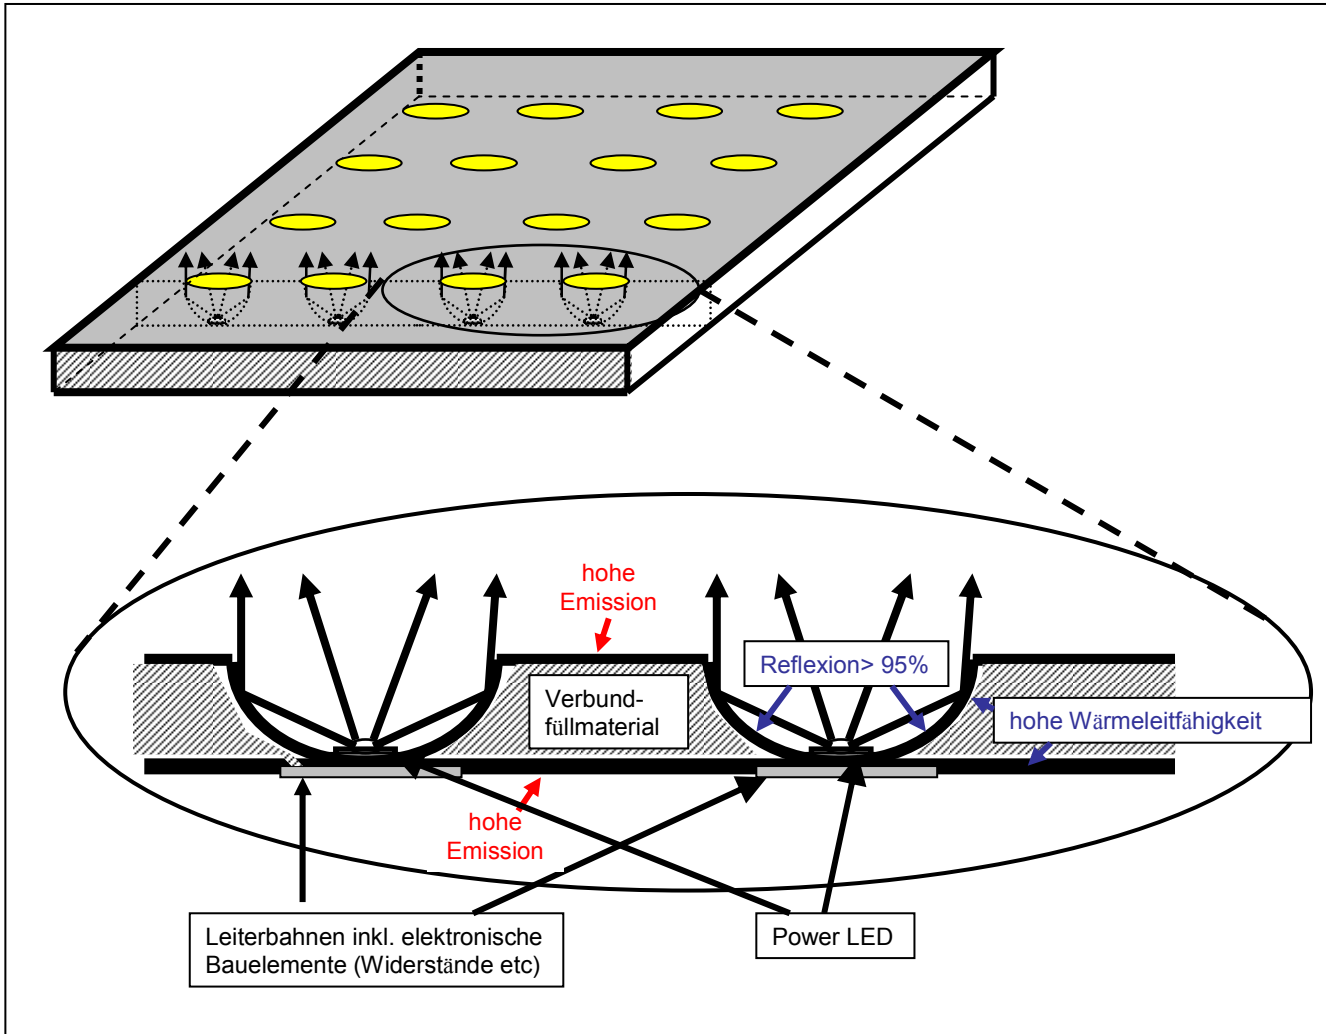 hohe
Emission
Reflexion> 95%
Verbund-
füllmaterial
hohe Wärmeleitfähigkeit
hohe
Emission
Leiterbahnen inkl. elektronische
Bauelemente (Widerstände etc)
Power LED